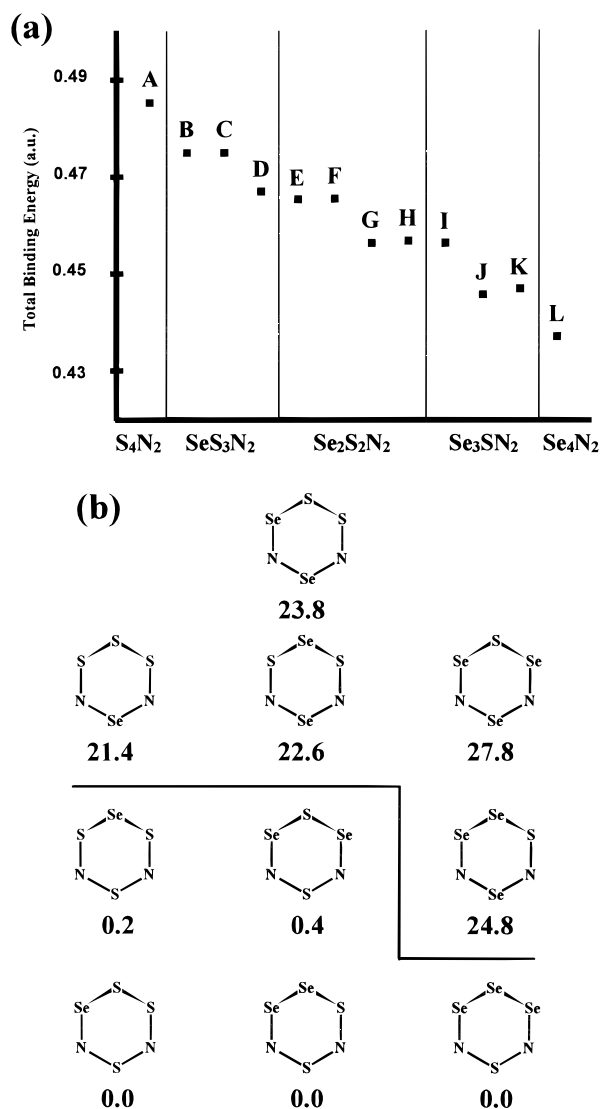 (a)
Total Binding Energy (a.u.)
0.49
0.47
0.45
0.43
A
B C
D
E F
G H I
J K
L
S₄N₂ SeS₃N₂ Se₂S₂N₂ Se₃SN₂ Se₄N₂
(b)
S
Se S
N N
Se
23.8
S Se S
S S S S Se Se
N N N N N N
Se Se Se
21.4 22.6 27.8
Se S Se
S S Se Se Se S
N N N N N N
S S Se
0.2 0.4 24.8
S Se Se
Se S Se S Se Se
N N N N N N
S S S
0.0 0.0 0.0